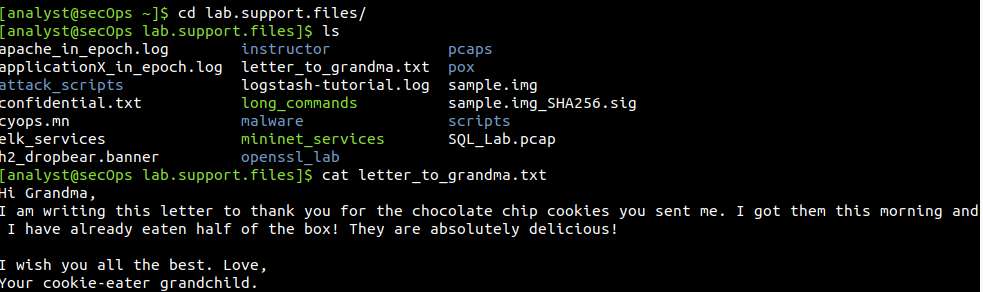 [analyst@secOps ~]$ cd lab.support.files/
[analyst@secOps lab.support.files]$ ls
apache_in_epoch.log instructor pcaps
applicationX_in_epoch.log letter_to_grandma.txt pox
attack_scripts logstash-tutorial.log sample.img
confidential.txt long_commands sample.img_SHA256.sig
cyops.mn malware scripts
elk_services mininet_services SQL_Lab.pcap
h2_dropbear.banner openssl_lab
[analyst@secOps lab.support.files]$ cat letter_to_grandma.txt
Hi Grandma,
I am writing this letter to thank you for the chocolate chip cookies you sent me. I got them this morning and
I have already eaten half of the box! They are absolutely delicious!
I wish you all the best. Love,
Your cookie-eater grandchild.